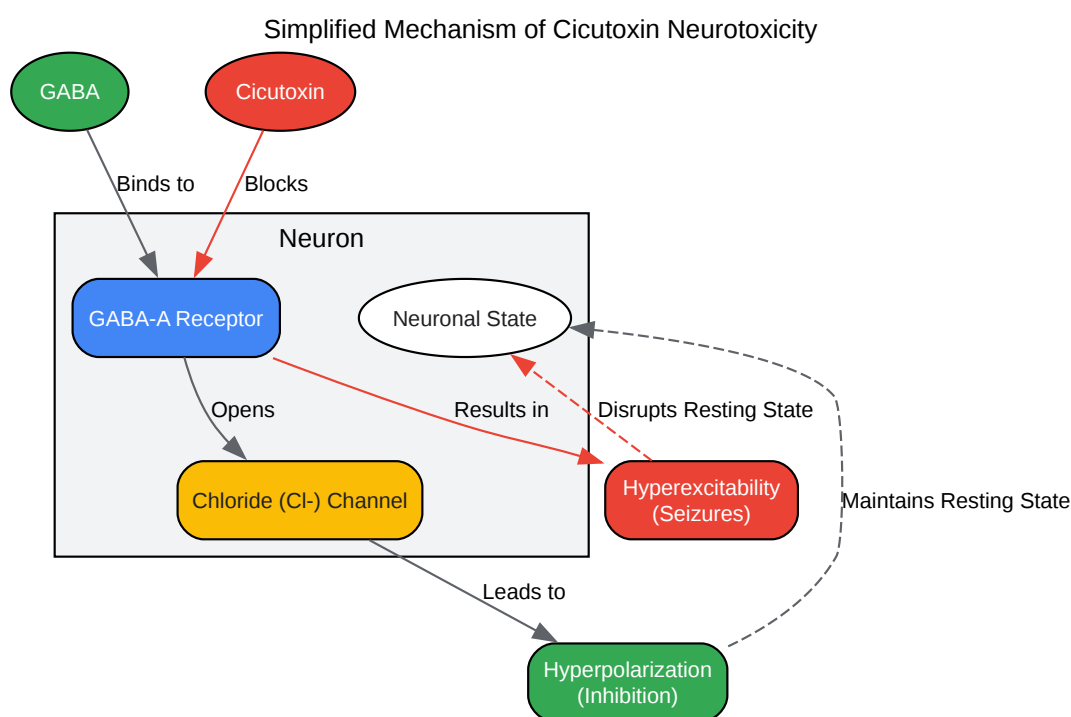 Simplified Mechanism of Cicutoxin Neurotoxicity
GABA
Cicutoxin
Binds to
Blocks
Neuron
GABA-A Receptor
Neuronal State
Opens
Results in
Disrupts Resting State
Chloride (Cl-) Channel
Hyperexcitability
(Seizures)
Maintains Resting State
Leads to
Hyperpolarization
(Inhibition)